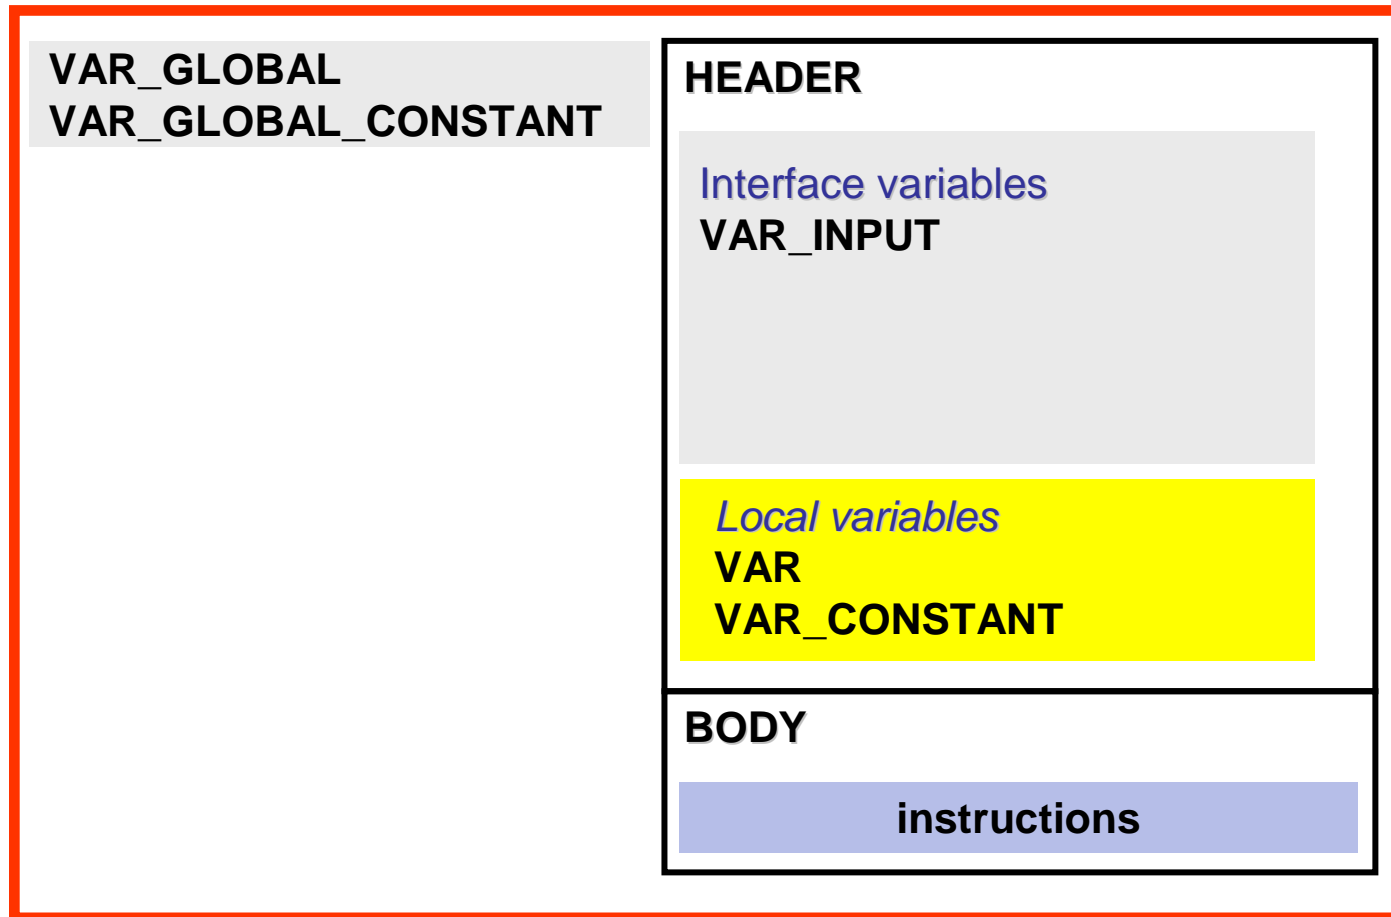 VAR_GLOBAL
VAR_GLOBAL_CONSTANT
HEADER
Interface variables
VAR_INPUT
Local variables
VAR
VAR_CONSTANT
BODY
instructions